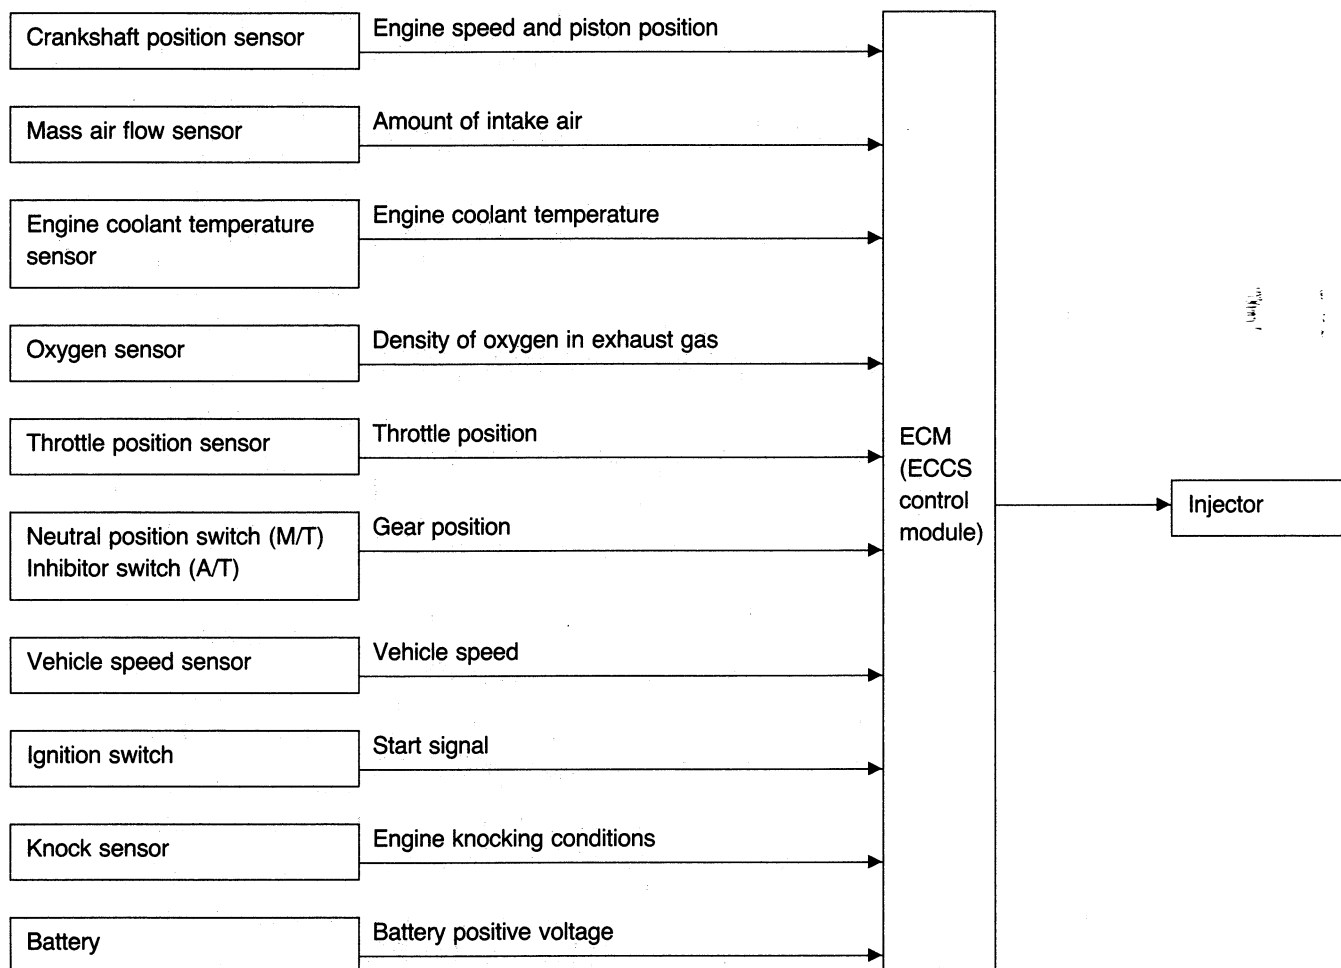 Crankshaft position sensor
Engine speed and piston position
Mass air flow sensor
Amount of intake air
Engine coolant temperature
sensor
Engine coolant temperature
Oxygen sensor
Density of oxygen in exhaust gas
Throttle position sensor
Throttle position
Neutral position switch (M/T)
Inhibitor switch (A/T)
Gear position
Vehicle speed sensor
Vehicle speed
Ignition switch
Start signal
Knock sensor
Engine knocking conditions
Battery
Battery positive voltage
ECM
(ECCS
control
module)
Injector